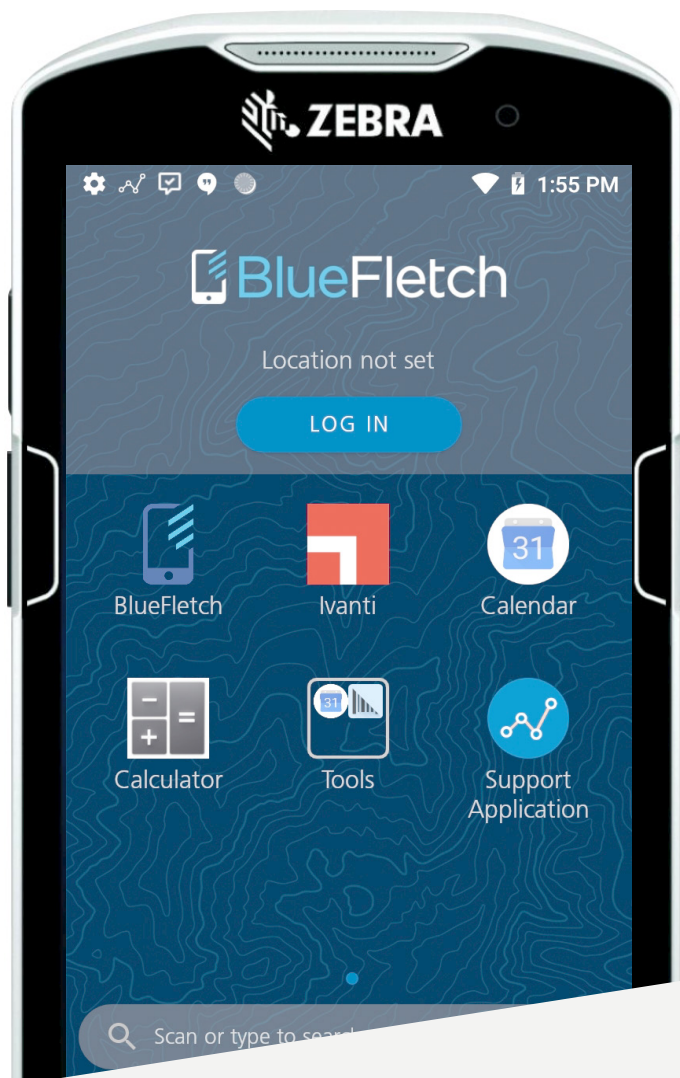 ZEBRA
1:55 PM
BlueFletch
Location not set
LOG IN
31
BlueFletch
Ivanti
Calendar
31
Calculator
Tools
Support
Application
Scan or type to search